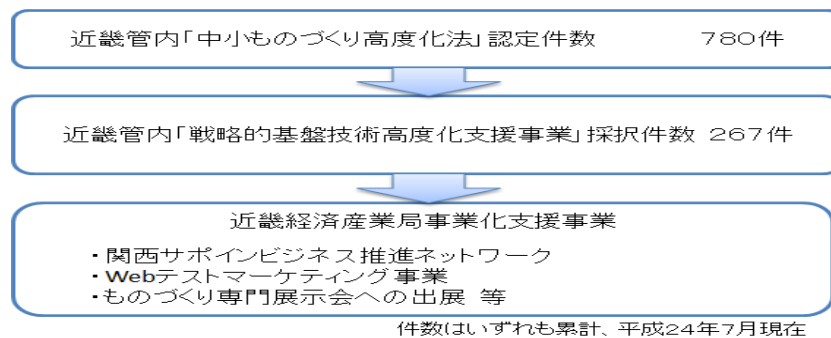 近畿管内「中小ものづくり高度化法」認定件数　780件
近畿管内「戦略的基盤技術高度化支援事業」採択件数 267件
近畿経済産業局事業化支援事業
・関西サポインビジネス推進ネットワーク
・Webテストマーケティング事業
・ものづくり専門展示会への出展 等
件数はいずれも累計、平成24年7月現在